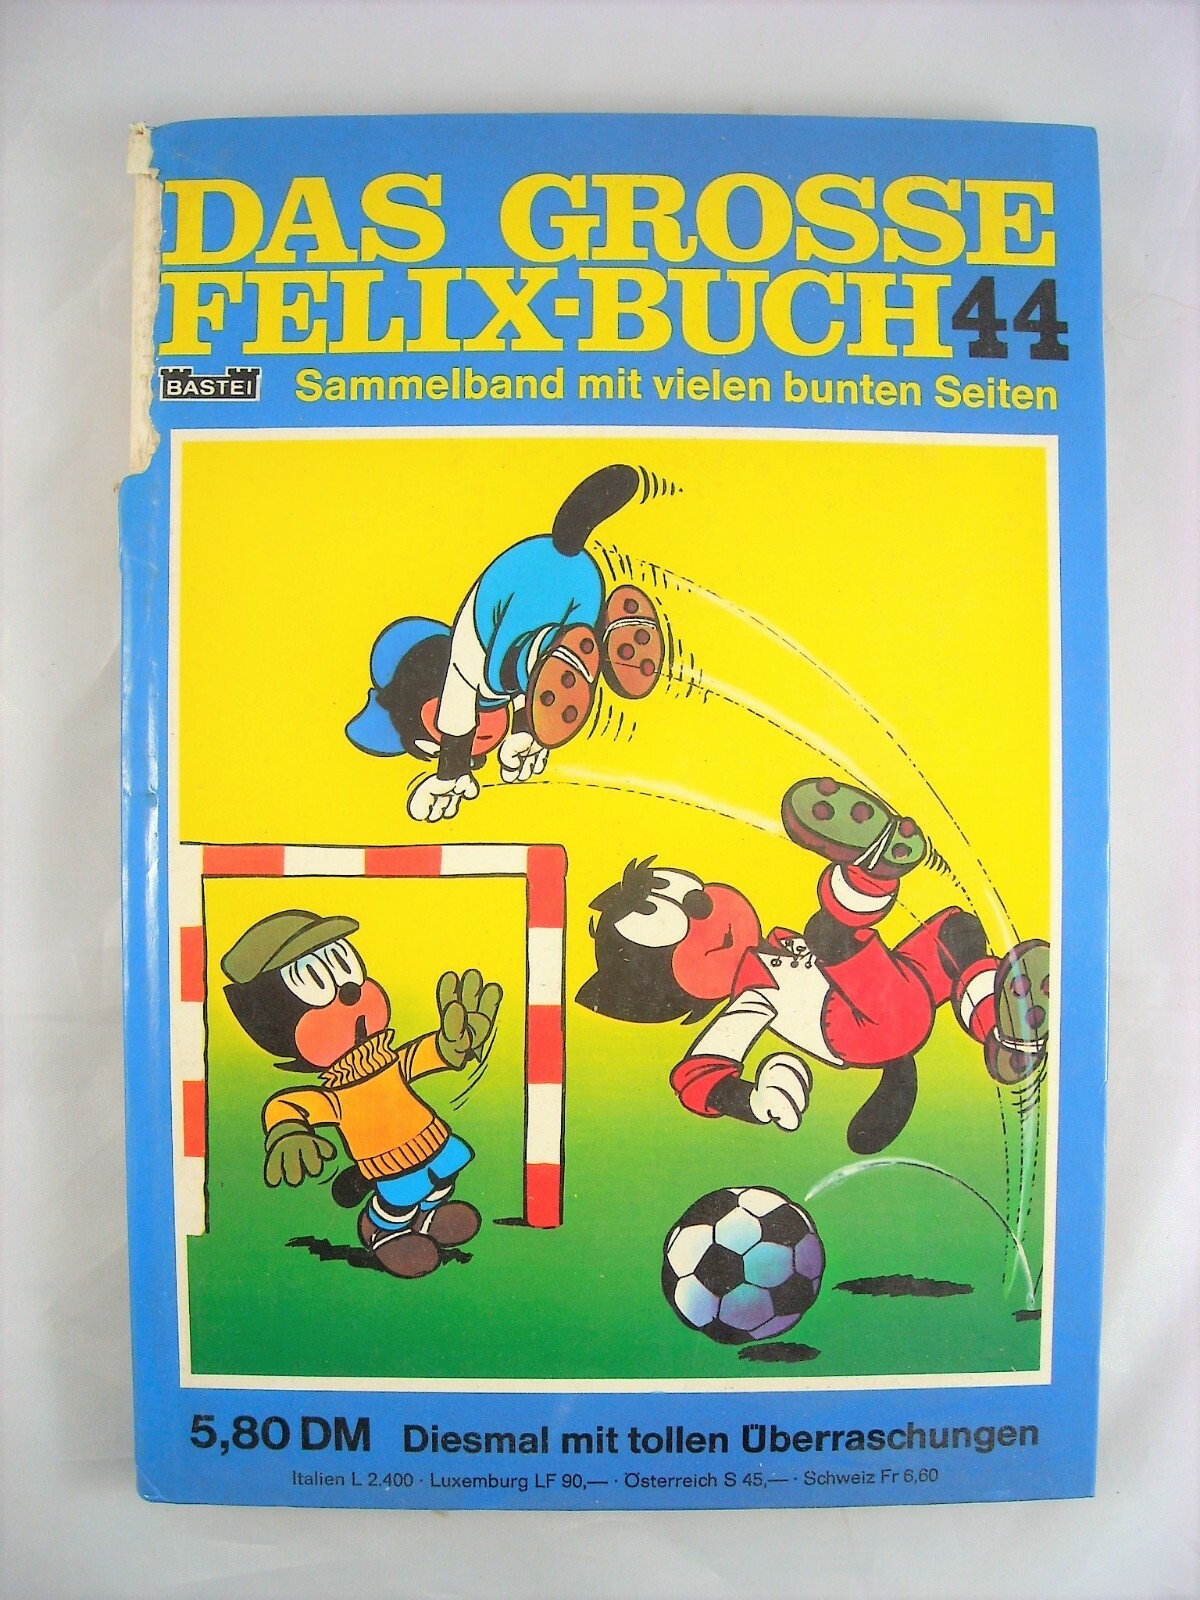 DAS GROSSE
FELIX-BUCH 44
BASTEI
Sammelband mit vielen bunten Seiten
5,80 DM Diesmal mit tollen Überraschungen
Italien L 2.400 · Luxemburg LF 90,— · Österreich S 45,— · Schweiz Fr 6,60